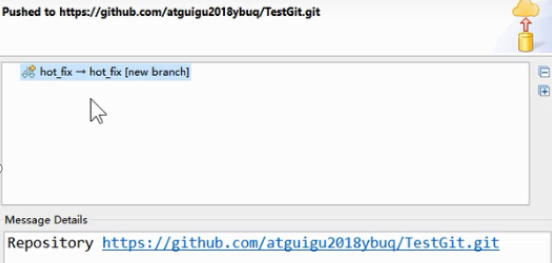 Pushed to https://github.com/atguigu2018ybuq/TestGit.git
hot_fix → hot_fix [new branch]
Message Details
Repository https://github.com/atguigu2018ybuq/TestGit.git